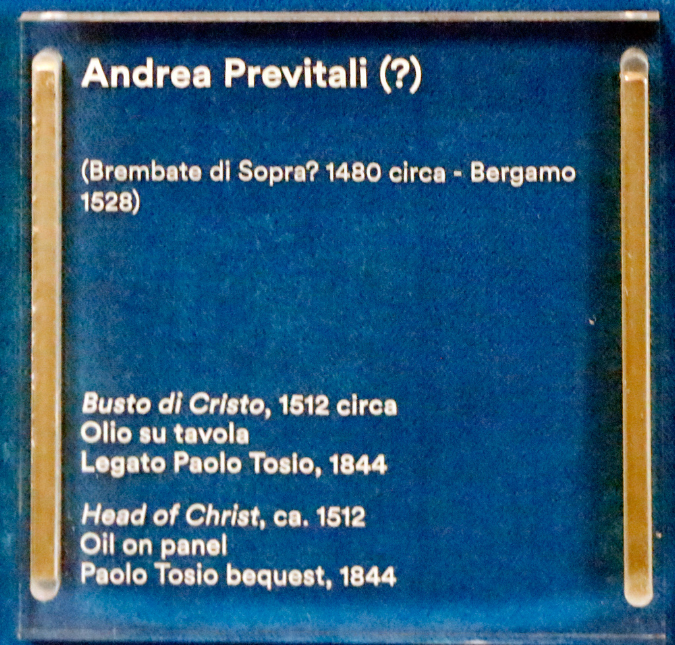 Andrea Previtali (?)
(Brembate di Sopra? 1480 circa - Bergamo
1528)
Busto di Cristo, 1512 circa
Olio su tavola
Legato Paolo Tosio, 1844
Head of Christ, ca. 1512
Oil on panel
Paolo Tosio bequest, 1844